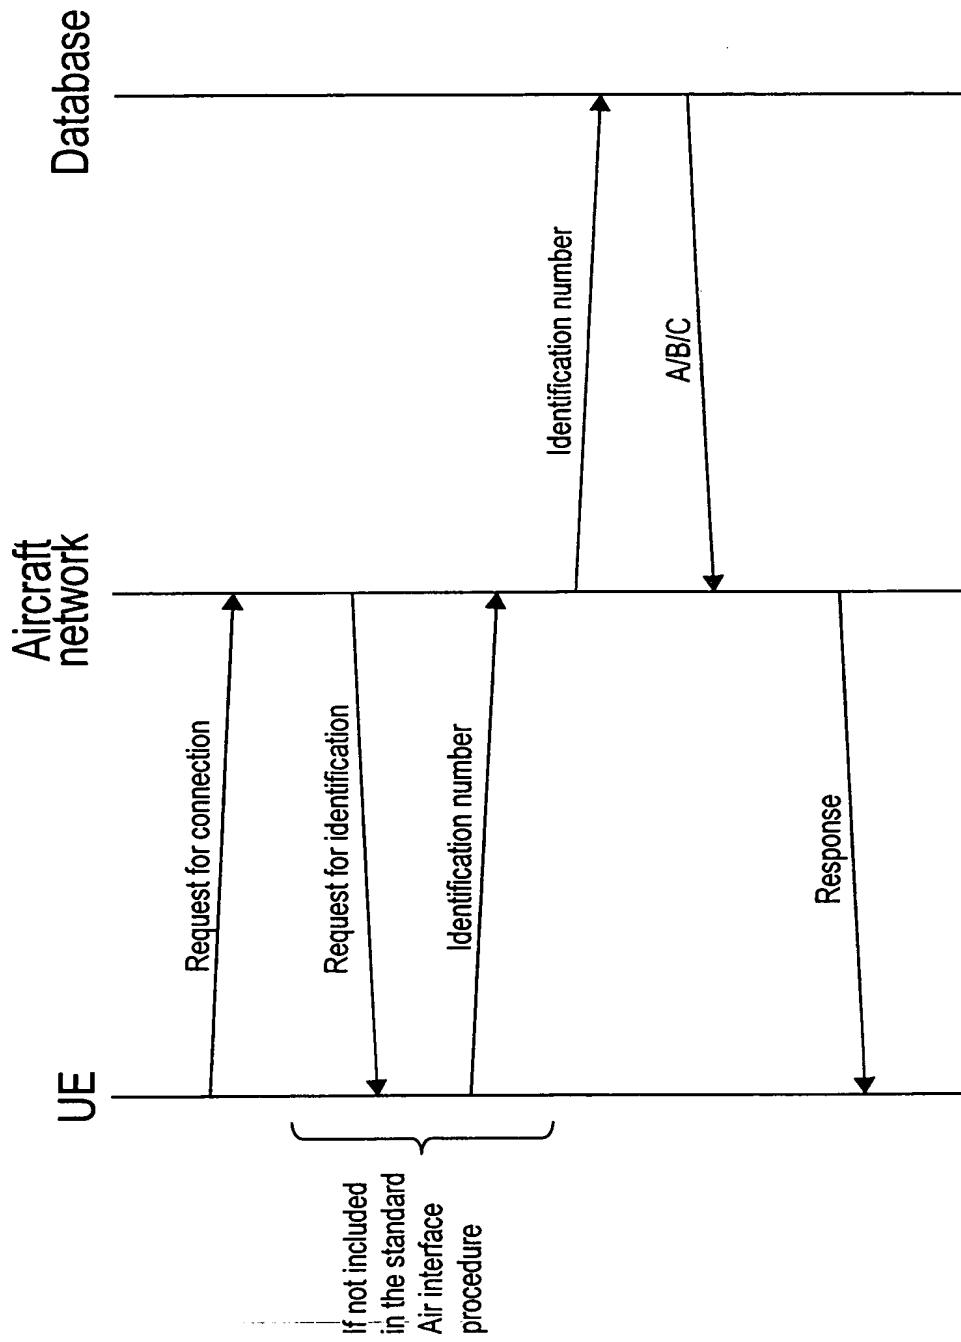 UE
Aircraft
network
Database
Request for connection
Request for identification
Identification number
Identification number
A/B/C
Response
If not included
in the standard
Air interface
procedure